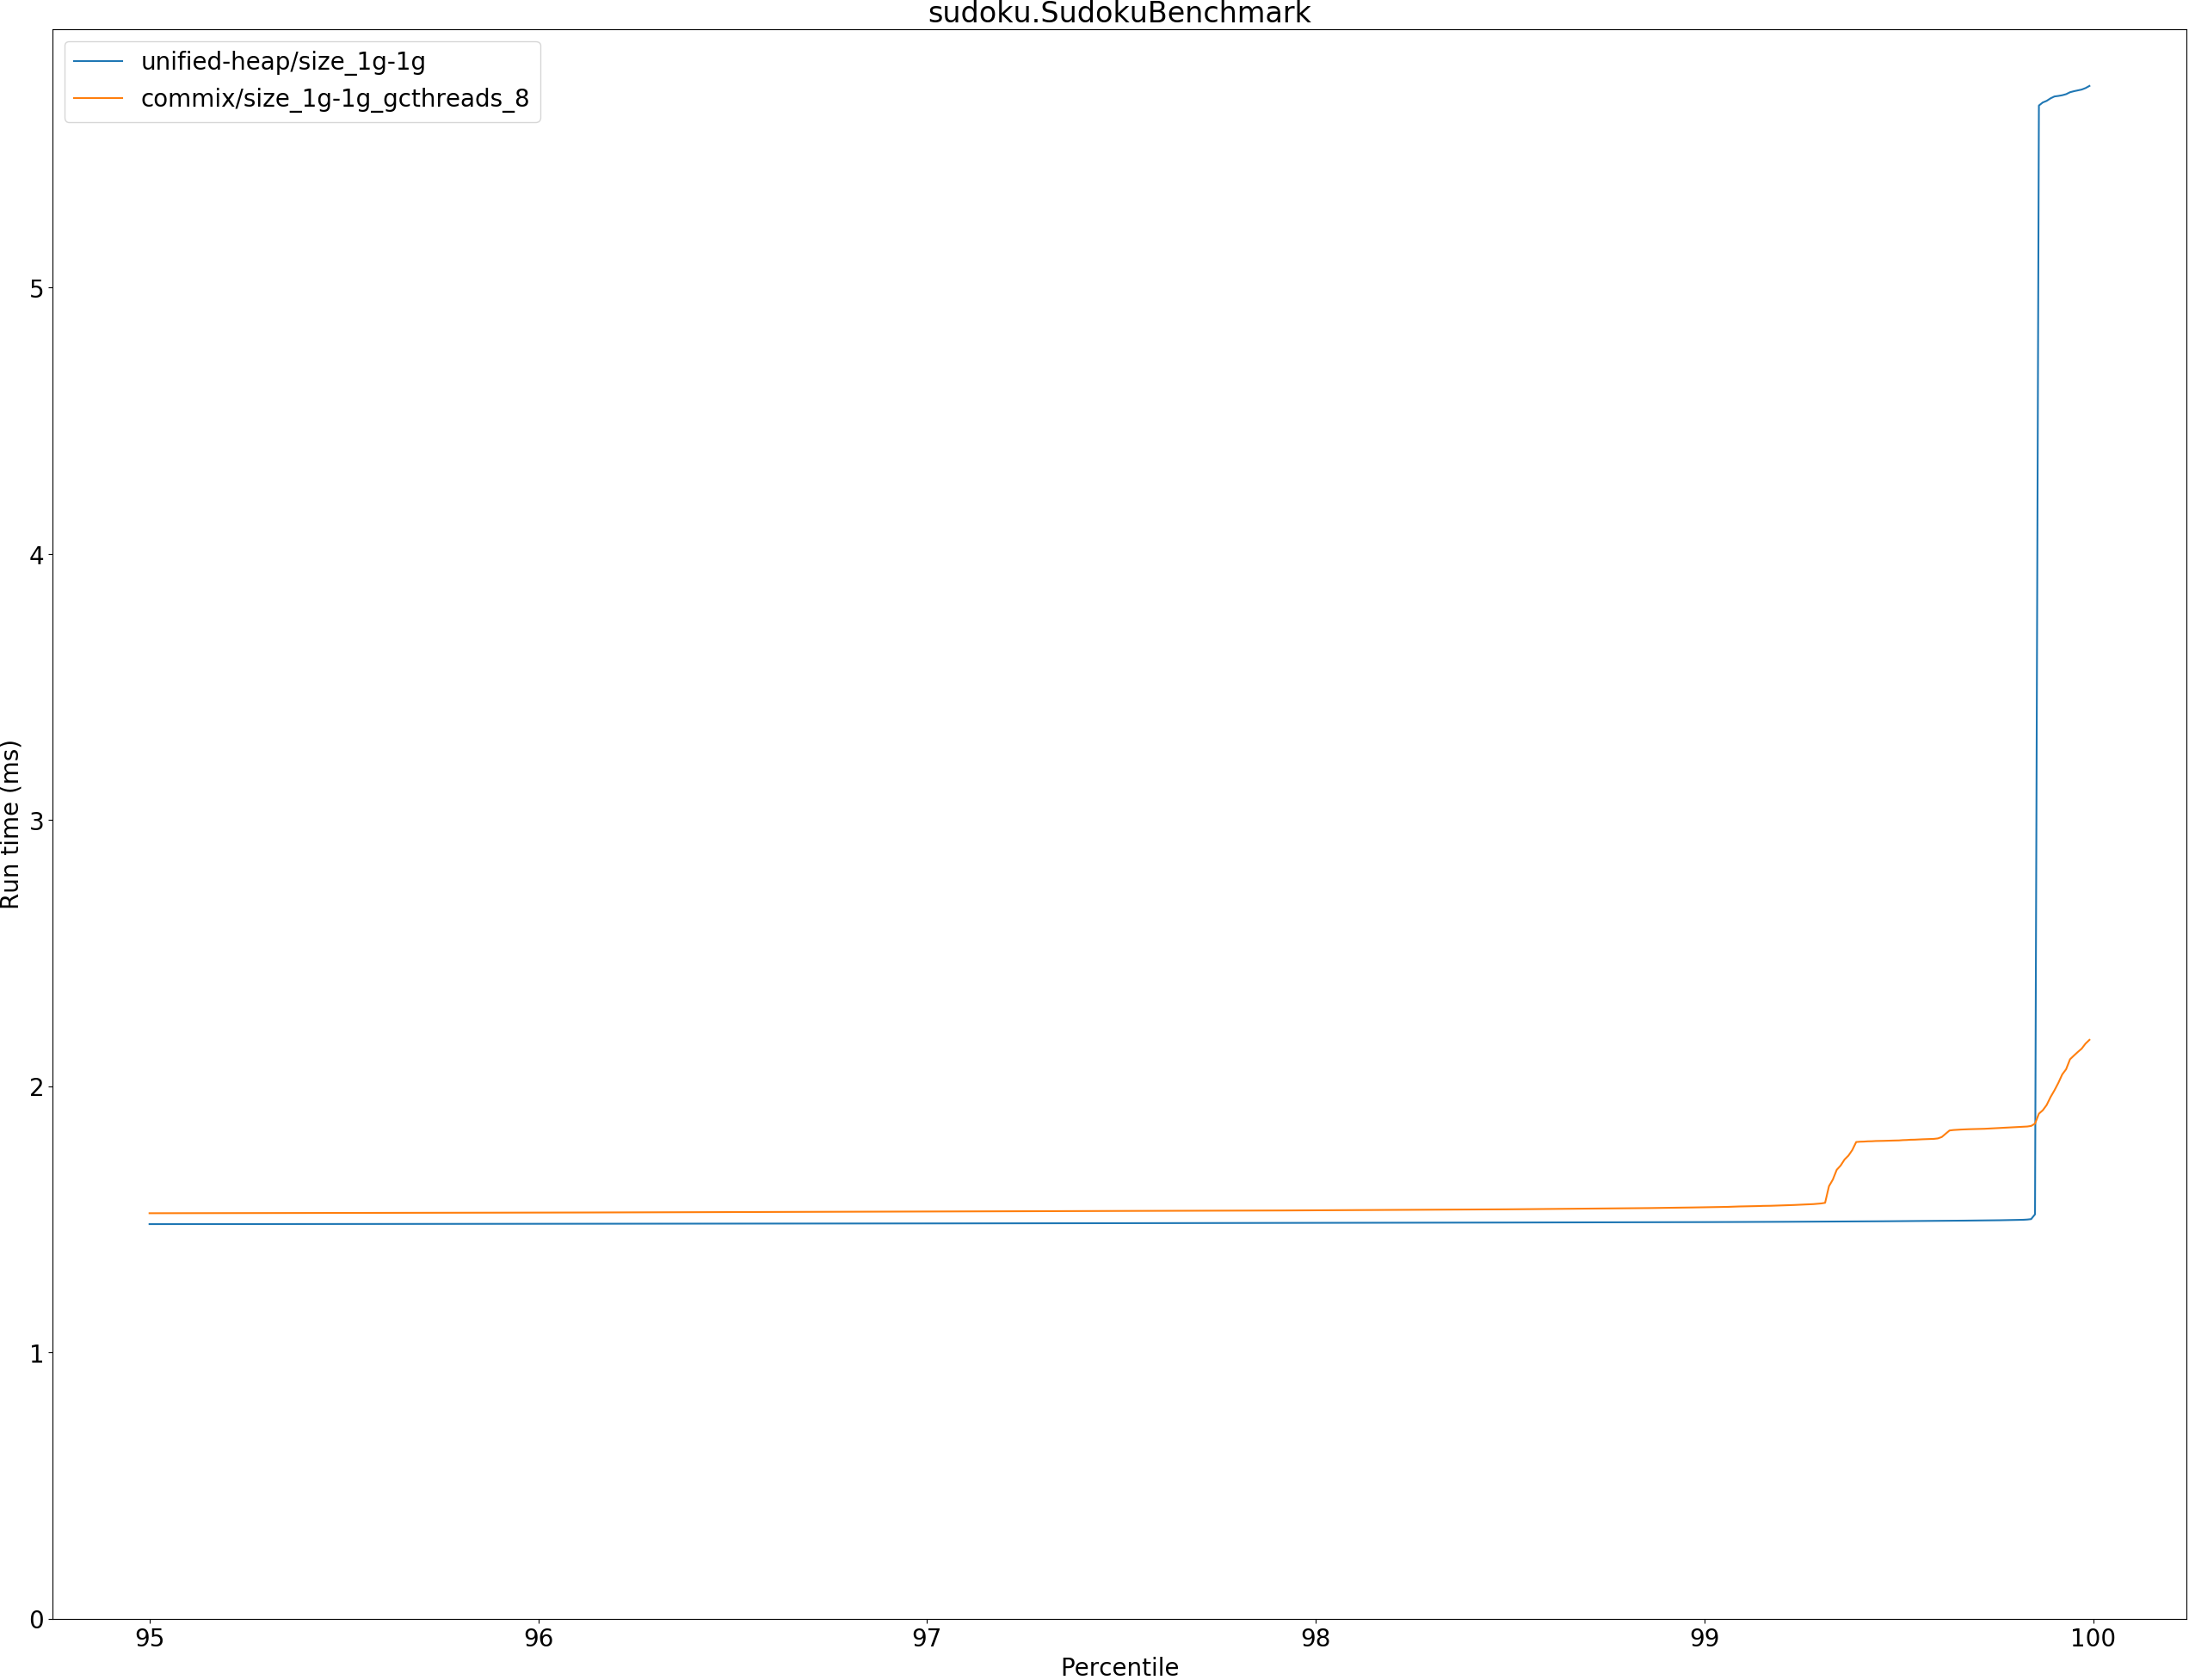 sudoku.SudokuBenchmark
unified-heap/size_1g-1g
commix/size_1g-1g_gcthreads_8
5
4
3
2
1
0
Run time (ms)
95 96 97 98 99 100
Percentile